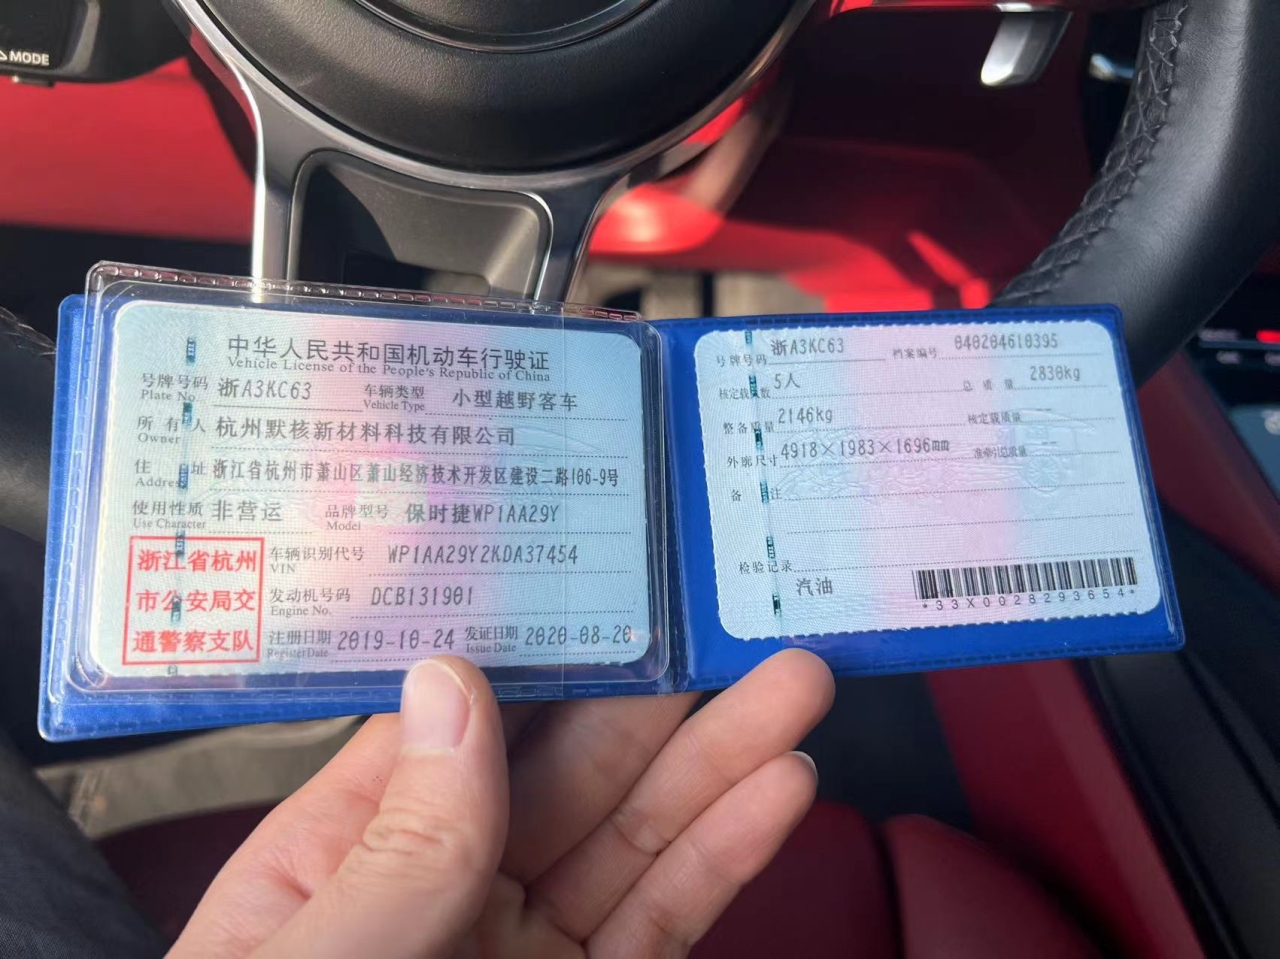 MODE
中华人民共和国机动车行驶证
Vehicle License of the People's Republic of China
号牌号码 浙A3KC63 车辆类型 小型越野客车
Plate No. Vehicle Type
所有人 杭州默核新材料科技有限公司
Owner
住址 浙江省杭州市萧山区萧山经济技术开发区建设二路106-9号
Address
使用性质 非营运 品牌型号 保时捷WP1AA29Y
Use Character Model
浙江省杭州
市公安局交
通警察支队
车辆识别代号 WP1AA29Y2KDA37454
VIN
发动机号码 DCB131901
Engine No.
注册日期 2019-10-24 发证日期 2020-08-20
Register Date Issue Date
号牌号码 浙A3KC63 档案编号 040204610395
核定载人数 5人 总质量 2830kg
整备质量 2146kg 核定载质量
外廓尺寸 4918×1983×1696mm 准牵引总质量
备注
检验记录
汽油
*33X0028293654*